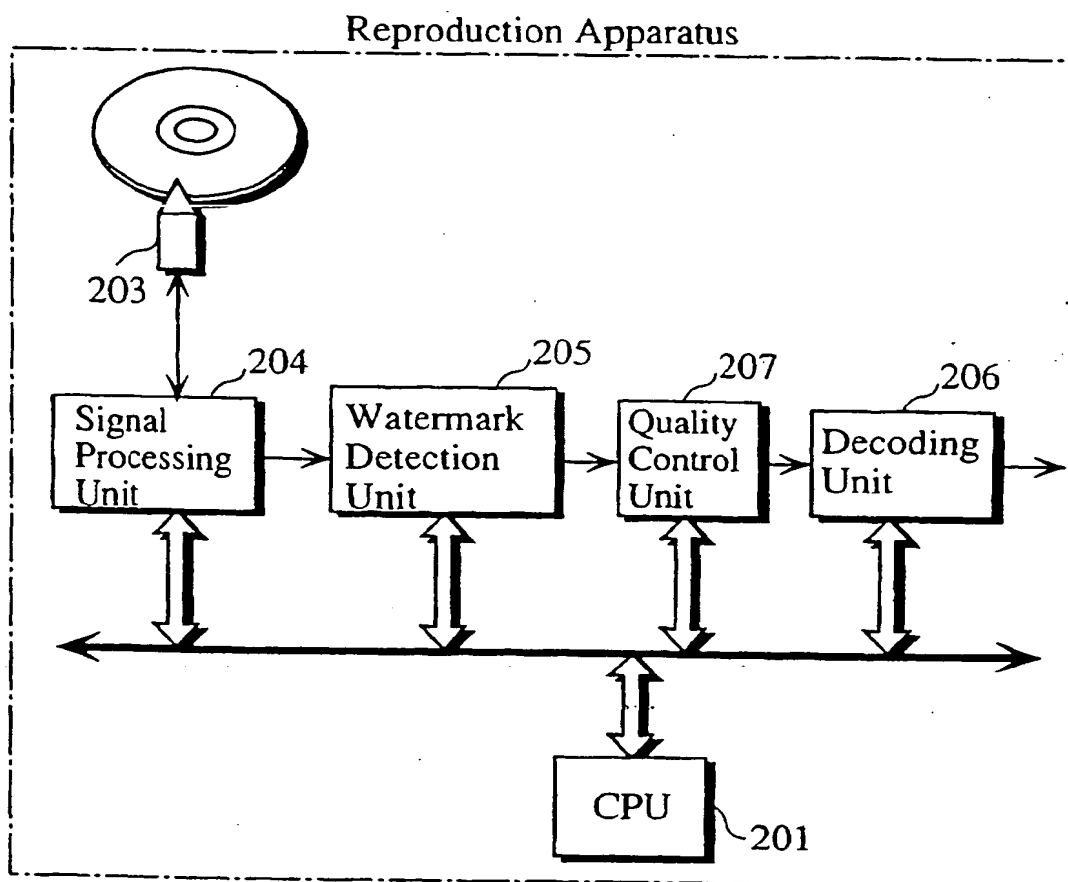 Reproduction Apparatus
203
204
Signal
Processing
Unit
205
Watermark
Detection
Unit
207
Quality
Control
Unit
206
Decoding
Unit
CPU
201